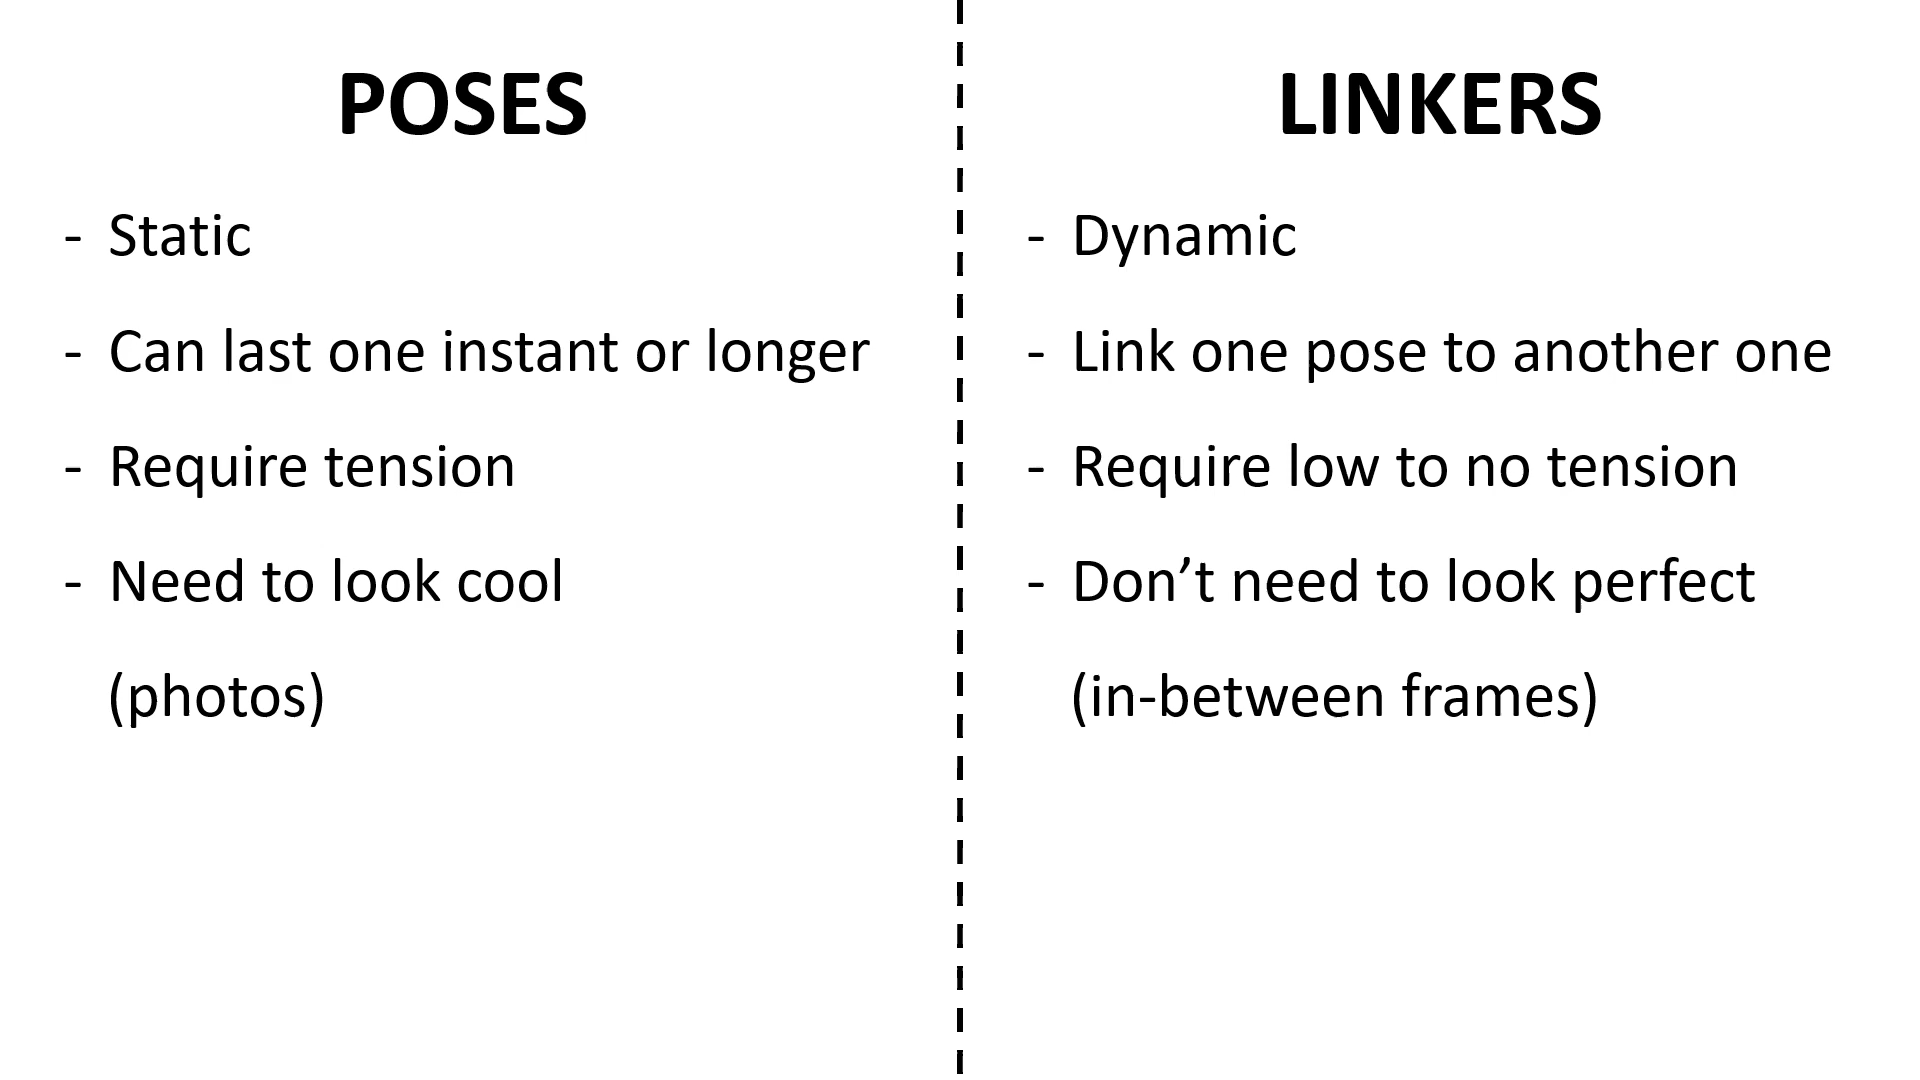 POSES
- Static
- Can last one instant or longer
- Require tension
- Need to look cool
(photos)
LINKERS
- Dynamic
- Link one pose to another one
- Require low to no tension
- Don’t need to look perfect
(in-between frames)